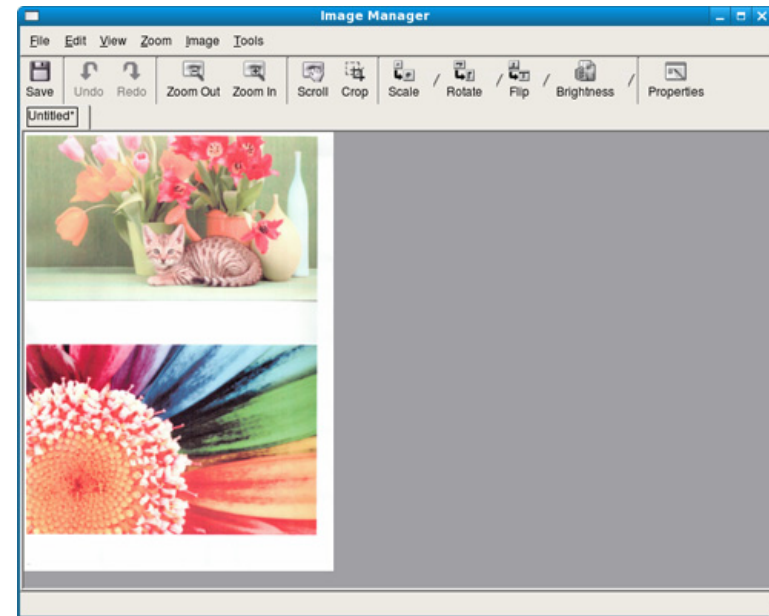 Image Manager
File Edit View Zoom Image Tools
Save Undo Redo Zoom Out Zoom In Scroll Crop Scale / Rotate / Flip / Brightness / Properties
Untitled*